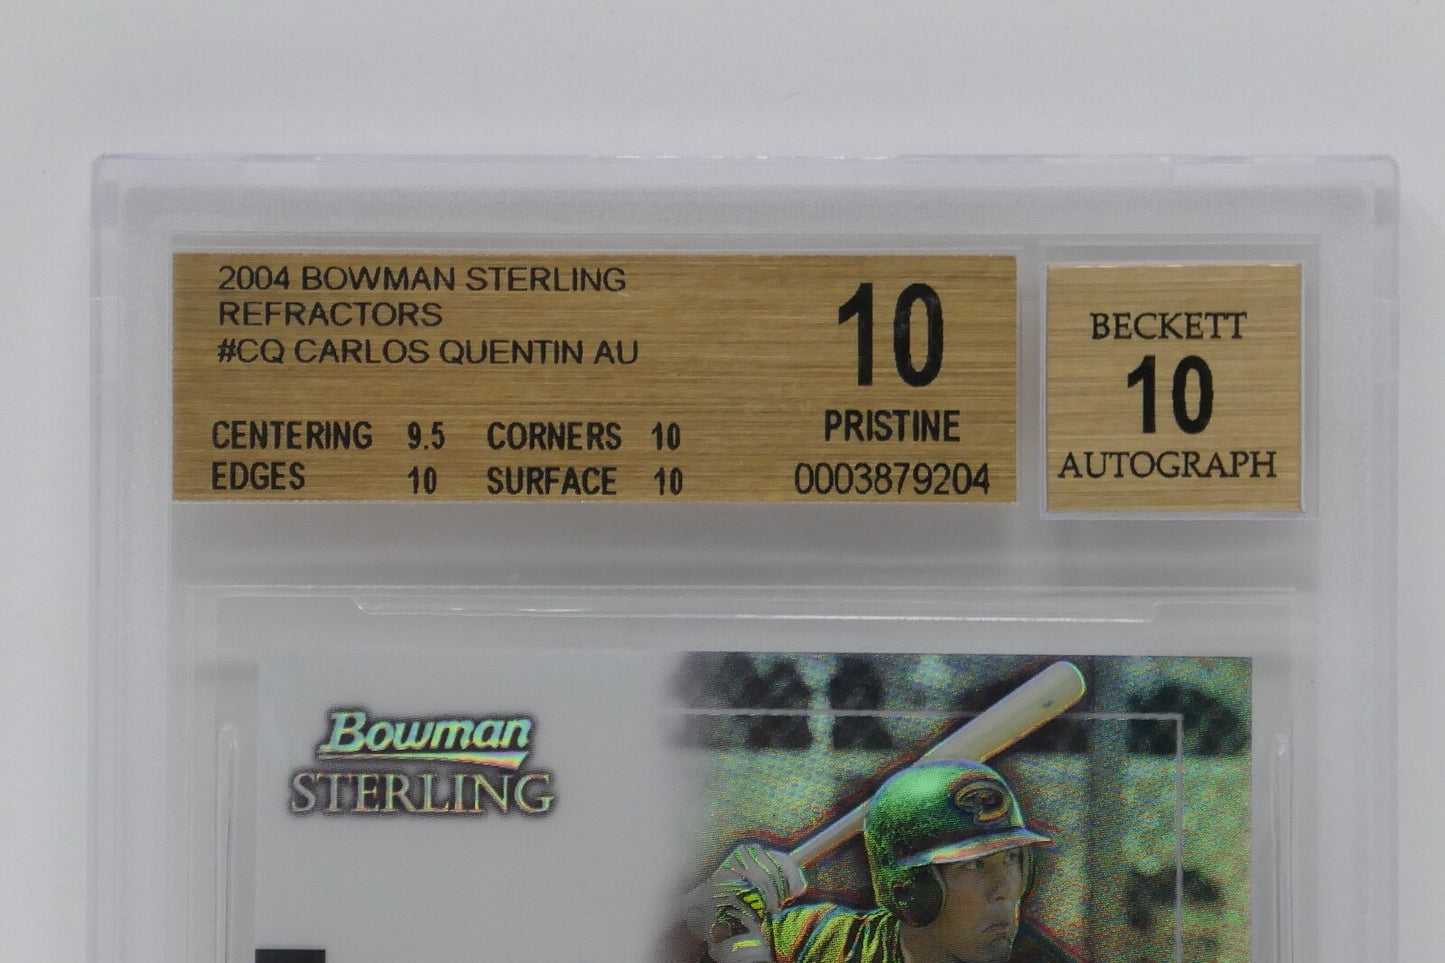 2004 BOWMAN STERLING
REFRACTORS
#CQ CARLOS QUENTIN AU
CENTERING 9.5 CORNERS 10
EDGES 10 SURFACE 10
10
PRISTINE
0003879204
BECKETT
10
AUTOGRAPH
Bowman
STERLING